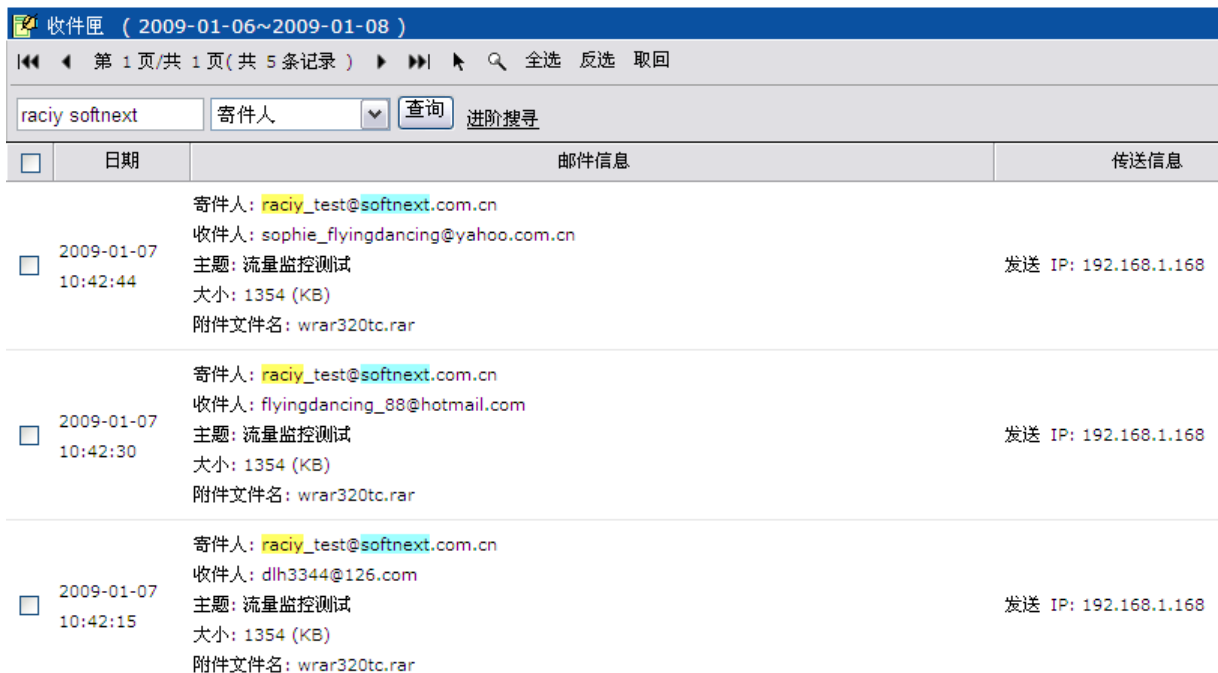 收件匣 ( 2009-01-06~2009-01-08 )
第 1 页/共 1 页( 共 5 条记录 ) 全选 反选 取回
raciy softnext 寄件人 查询 进阶搜寻
日期 邮件信息 传送信息
寄件人: raciy_test@softnext.com.cn
收件人: sophie_flyingdancing@yahoo.com.cn
2009-01-07
主题: 流量监控测试 发送 IP: 192.168.1.168
10:42:44
大小: 1354 (KB)
附件文件名: wrar320tc.rar
寄件人: raciy_test@softnext.com.cn
收件人: flyingdancing_88@hotmail.com
2009-01-07
主题: 流量监控测试 发送 IP: 192.168.1.168
10:42:30
大小: 1354 (KB)
附件文件名: wrar320tc.rar
寄件人: raciy_test@softnext.com.cn
收件人: dlh3344@126.com
2009-01-07
主题: 流量监控测试 发送 IP: 192.168.1.168
10:42:15
大小: 1354 (KB)
附件文件名: wrar320tc.rar